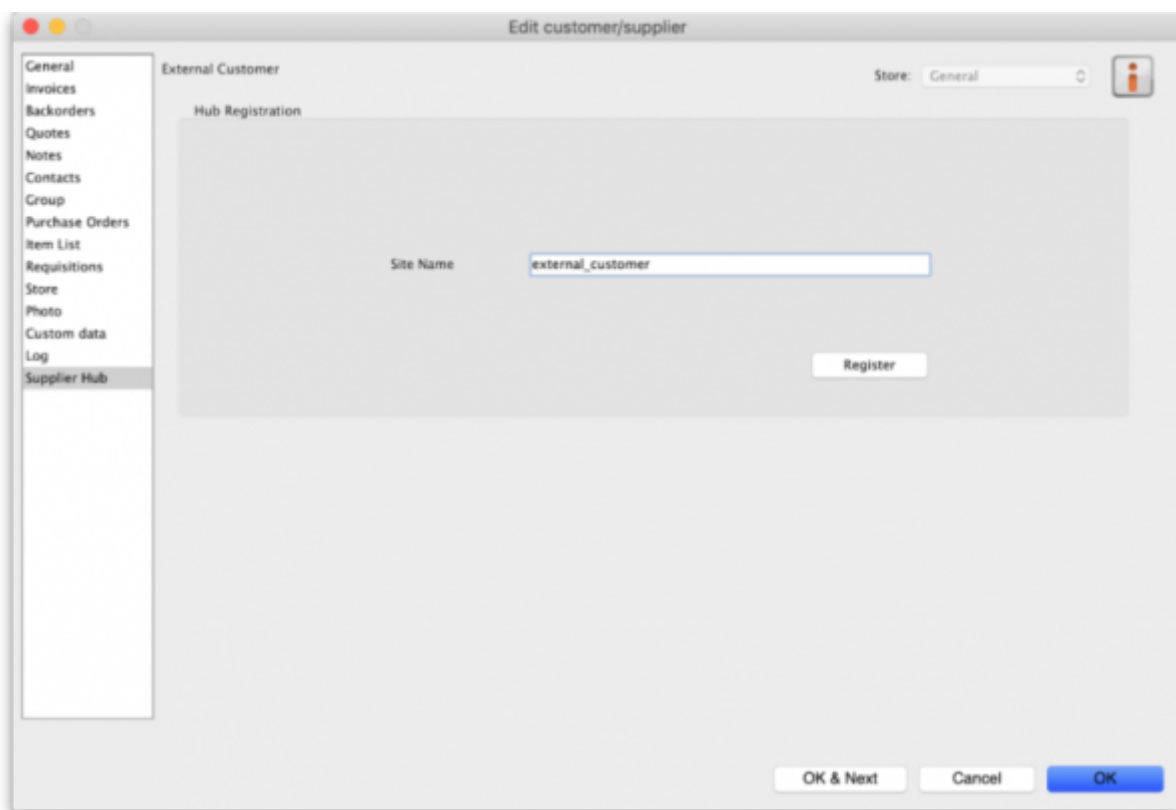 Edit customer/supplier
General
Invoices
Backorders
Quotes
Notes
Contacts
Group
Purchase Orders
Item List
Requisitions
Store
Photo
Custom data
Log
Supplier Hub
External Customer
Store: General
Hub Registration
Site Name external_customer
Register
OK & Next Cancel OK